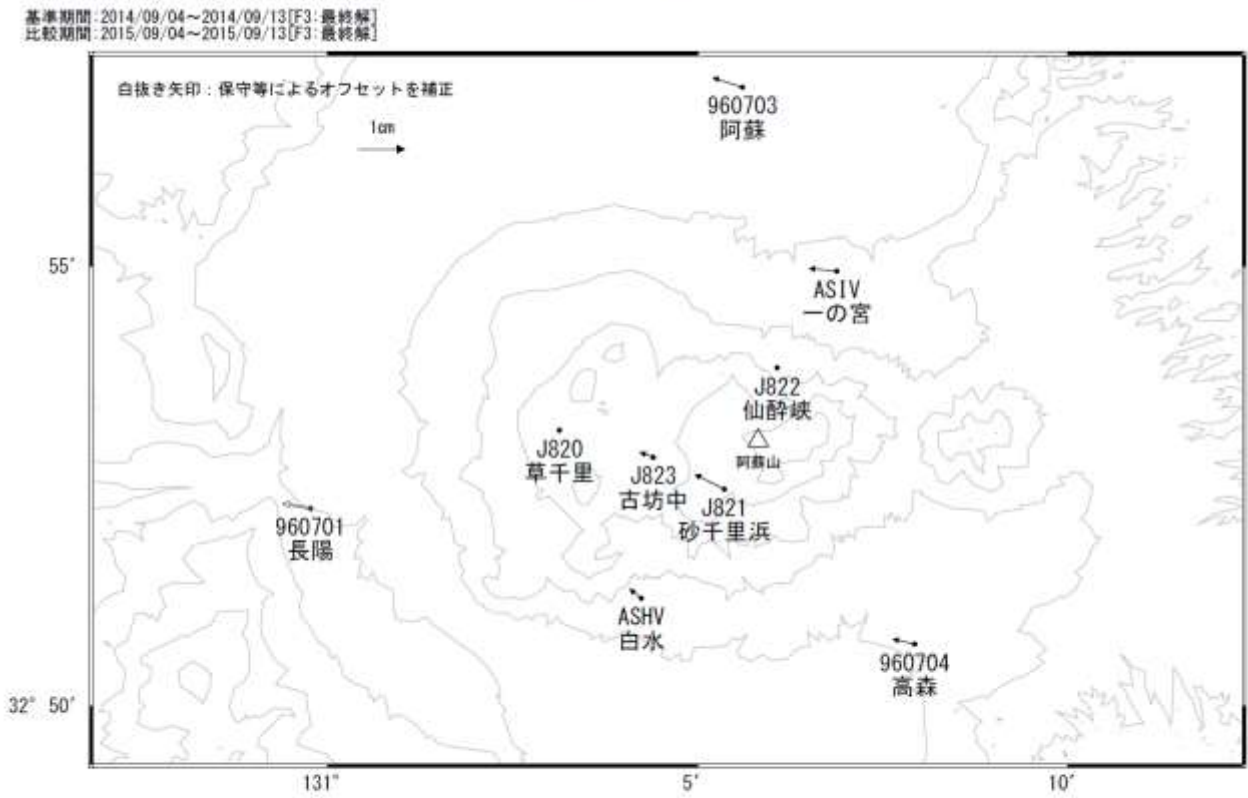 基準期間:2014/09/04～2014/09/13[F3:最終解]
比較期間:2015/09/04～2015/09/13[F3:最終解]
白抜き矢印：保守等によるオフセットを補正
1cm
960703
阿蘇
55′
ASIV
一の宮
J822
仙酔峡
阿蘇山
J820
草千里
J823
古坊中
J821
砂千里浜
960701
長陽
ASHV
白水
960704
高森
32° 50′
131°
5′
10′